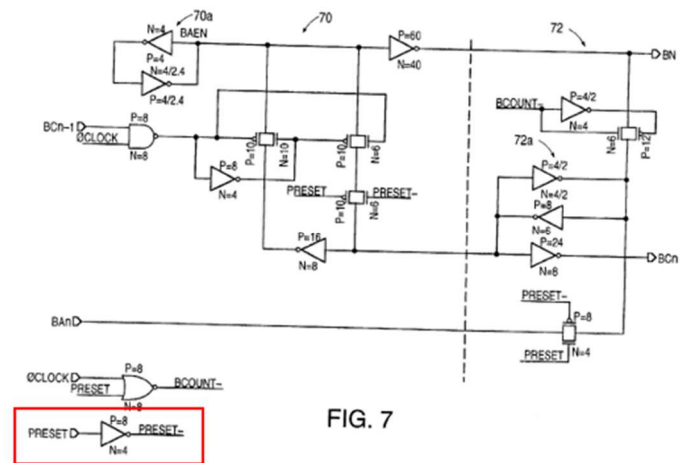 70a
70
72
N=4
BAEN
P=4
N=4/2.4
P=4/2.4
P=60
N=40
BN
BCOUNT-
P=4/2
N=4
N=6
P=12
BCn-1
ØCLOCK
P=8
N=8
P=10
N=10
P=10
N=6
P=8
N=4
PRESET
PRESET-
P=10
N=6
72a
P=4/2
N=4/2
P=8
N=6
P=16
N=8
P=24
N=8
BCn
PRESET-
P=8
BAn
N=4
PRESET
ØCLOCK
PRESET
P=8
N=8
BCOUNT-
PRESET
P=8
N=4
PRESET-
FIG. 7